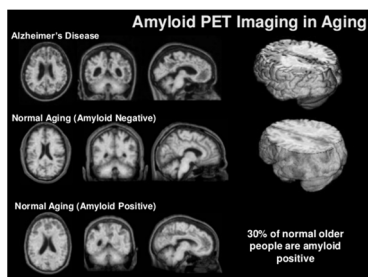 Amyloid PET Imaging in Aging
Alzheimer's Disease
Normal Aging (Amyloid Negative)
Normal Aging (Amyloid Positive)
30% of normal older
people are amyloid
positive